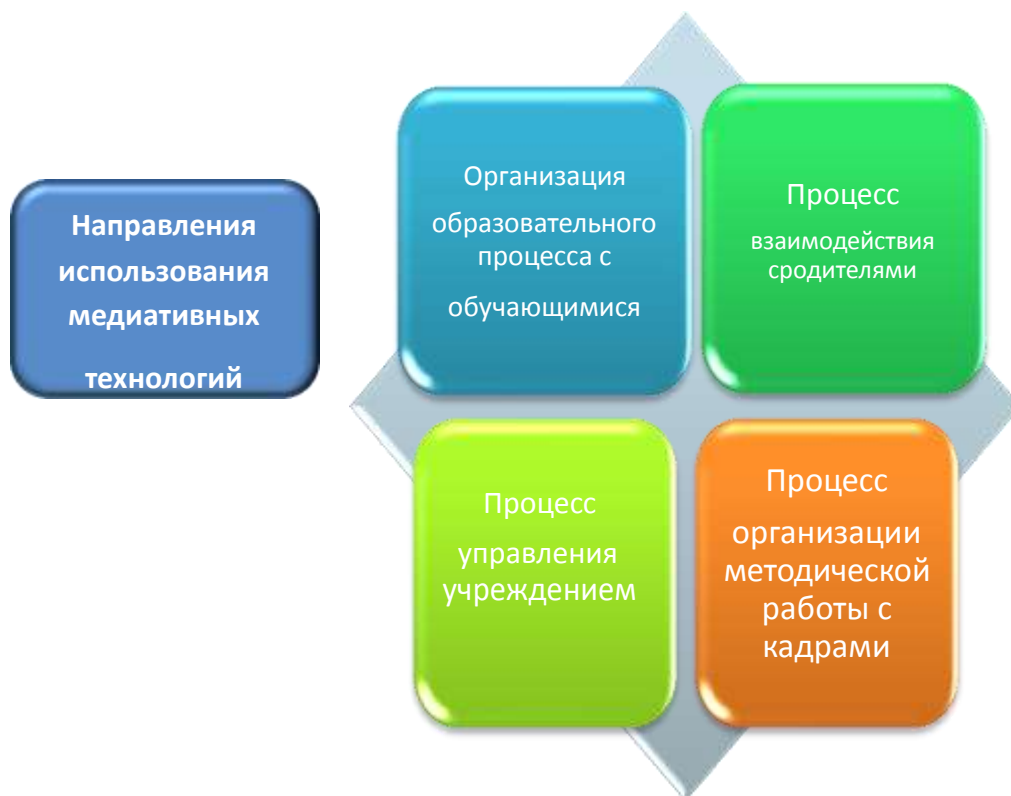 Направления
использования
медиативных
технологий
Организация
образовательного
процесса с
обучающимися
Процесс
взаимодействия
сродителями
Процесс
управления
учреждением
Процесс
организации
методической
работы с
кадрами